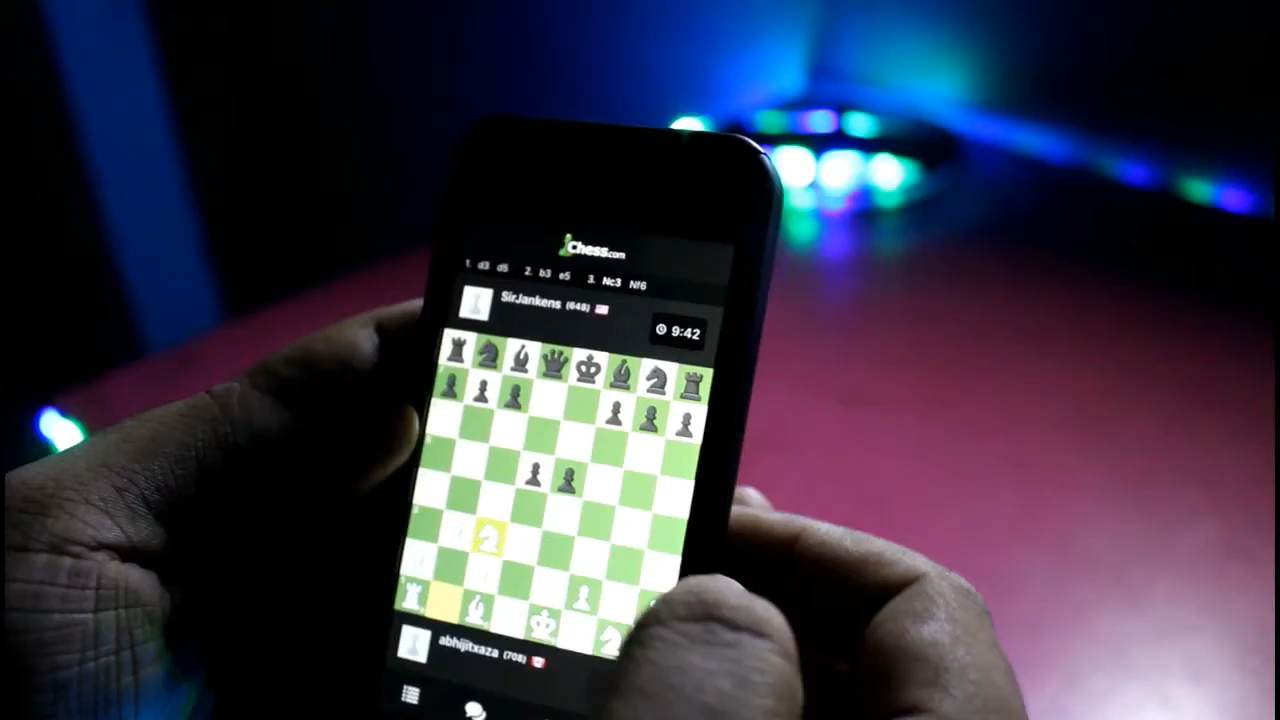 Chess.com
1. d3 d5 2. b3 e5 3. Nc3 Nf6
SirJankens (648)
9:42
abhijitxaza (708)